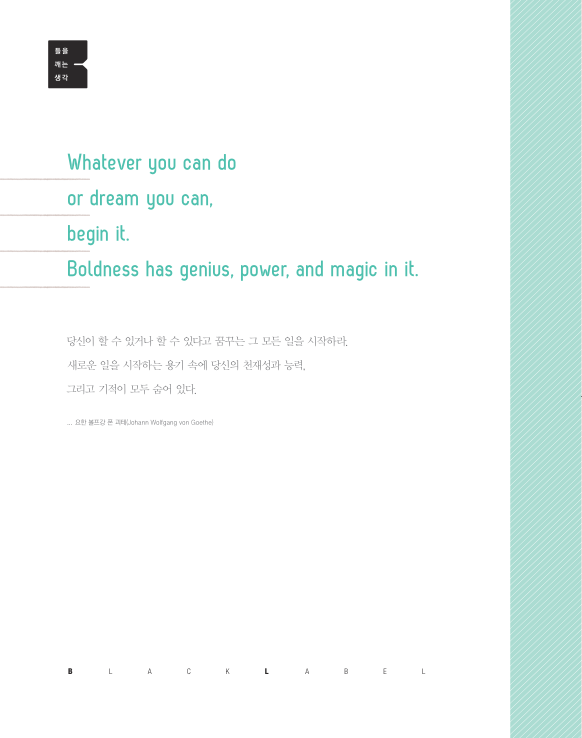 틀을
깨는
생각
Whatever you can do
or dream you can,
begin it.
Boldness has genius, power, and magic in it.
당신이 할 수 있거나 할 수 있다고 꿈꾸는 그 모든 일을 시작하라.
새로운 일을 시작하는 용기 속에 당신의 천재성과 능력,
그리고 기적이 모두 숨어 있다.
... 요한 볼프강 폰 괴테(Johann Wolfgang von Goethe)
B L A C K L A B E L